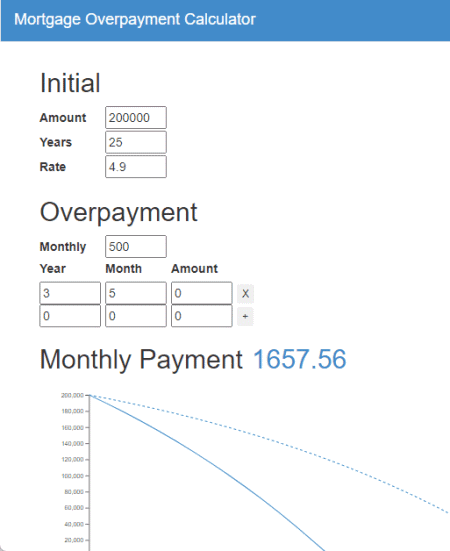 Mortgage Overpayment Calculator
Initial
Amount 200000
Years 25
Rate 4.9
Overpayment
Monthly 500
Year Month Amount
3 5 0 X
0 0 0 +
Monthly Payment 1657.56
200,000
180,000
160,000
140,000
120,000
100,000
80,000
60,000
40,000
20,000